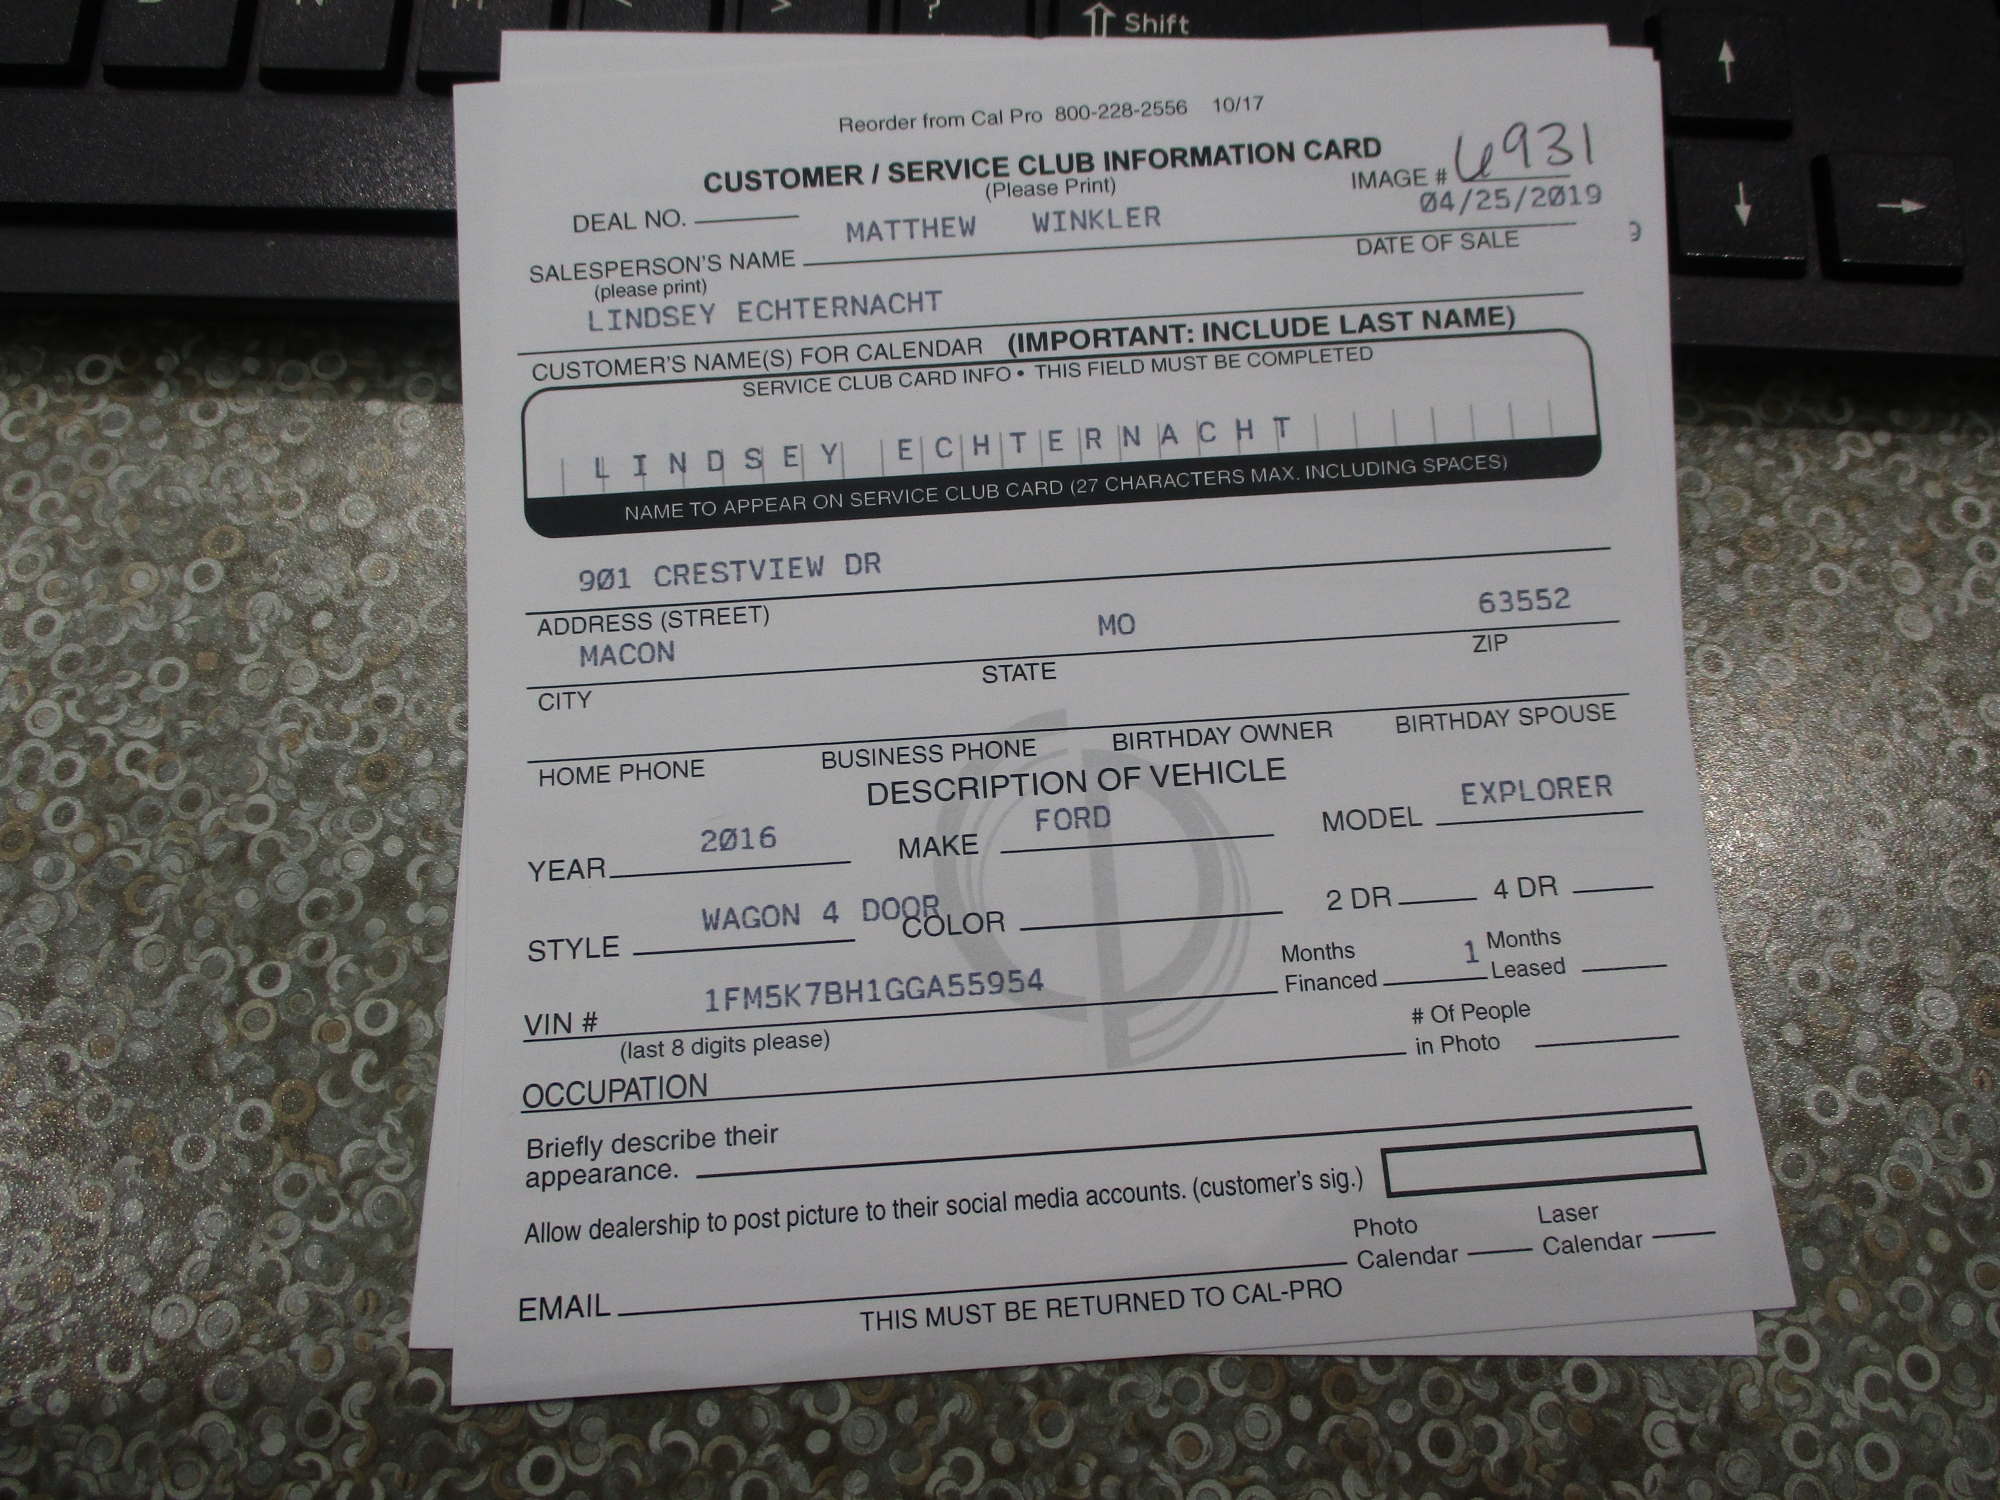 Shift
Reorder from Cal Pro 800-228-2556 10/17
CUSTOMER / SERVICE CLUB INFORMATION CARD
(Please Print)
IMAGE # 6931
DEAL NO.
MATTHEW WINKLER
04/25/2019
SALESPERSON'S NAME
DATE OF SALE
(please print)
LINDSEY ECHTERNACHT
CUSTOMER'S NAME(S) FOR CALENDAR (IMPORTANT: INCLUDE LAST NAME)
SERVICE CLUB CARD INFO • THIS FIELD MUST BE COMPLETED
LINDSEY ECHTERNACHT
NAME TO APPEAR ON SERVICE CLUB CARD (27 CHARACTERS MAX. INCLUDING SPACES)
901 CRESTVIEW DR
ADDRESS (STREET)
MACON MO 63552
CITY STATE ZIP
HOME PHONE BUSINESS PHONE BIRTHDAY OWNER BIRTHDAY SPOUSE
DESCRIPTION OF VEHICLE
YEAR 2016 MAKE FORD MODEL EXPLORER
STYLE WAGON 4 DOOR COLOR 2 DR 4 DR
VIN # 1FM5K7BH1GGA55954 Months Financed 1 Months Leased
(last 8 digits please)
# Of People
in Photo
OCCUPATION
Briefly describe their
appearance.
Allow dealership to post picture to their social media accounts. (customer's sig.)
Photo Calendar Laser Calendar
EMAIL
THIS MUST BE RETURNED TO CAL-PRO